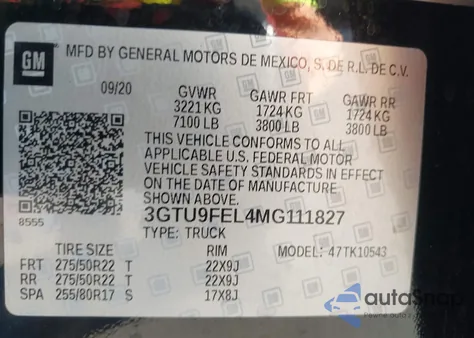 GM
MFD BY GENERAL MOTORS DE MEXICO, S. DE R.L. DE C.V.
09/20 GVWR GAWR FRT GAWR RR
3221 KG 1724 KG 1724 KG
7100 LB 3800 LB 3800 LB
THIS VEHICLE CONFORMS TO ALL
APPLICABLE U.S. FEDERAL MOTOR
VEHICLE SAFETY STANDARDS IN EFFECT
ON THE DATE OF MANUFACTURE
SHOWN ABOVE.
8555 3GTU9FEL4MG111827
TYPE: TRUCK
TIRE SIZE RIM MODEL: 47TK10543
FRT 275/50R22 T 22X9J
RR 275/50R22 T 22X9J
SPA 255/80R17 S 17X8J
autoSnap
Pewne auto